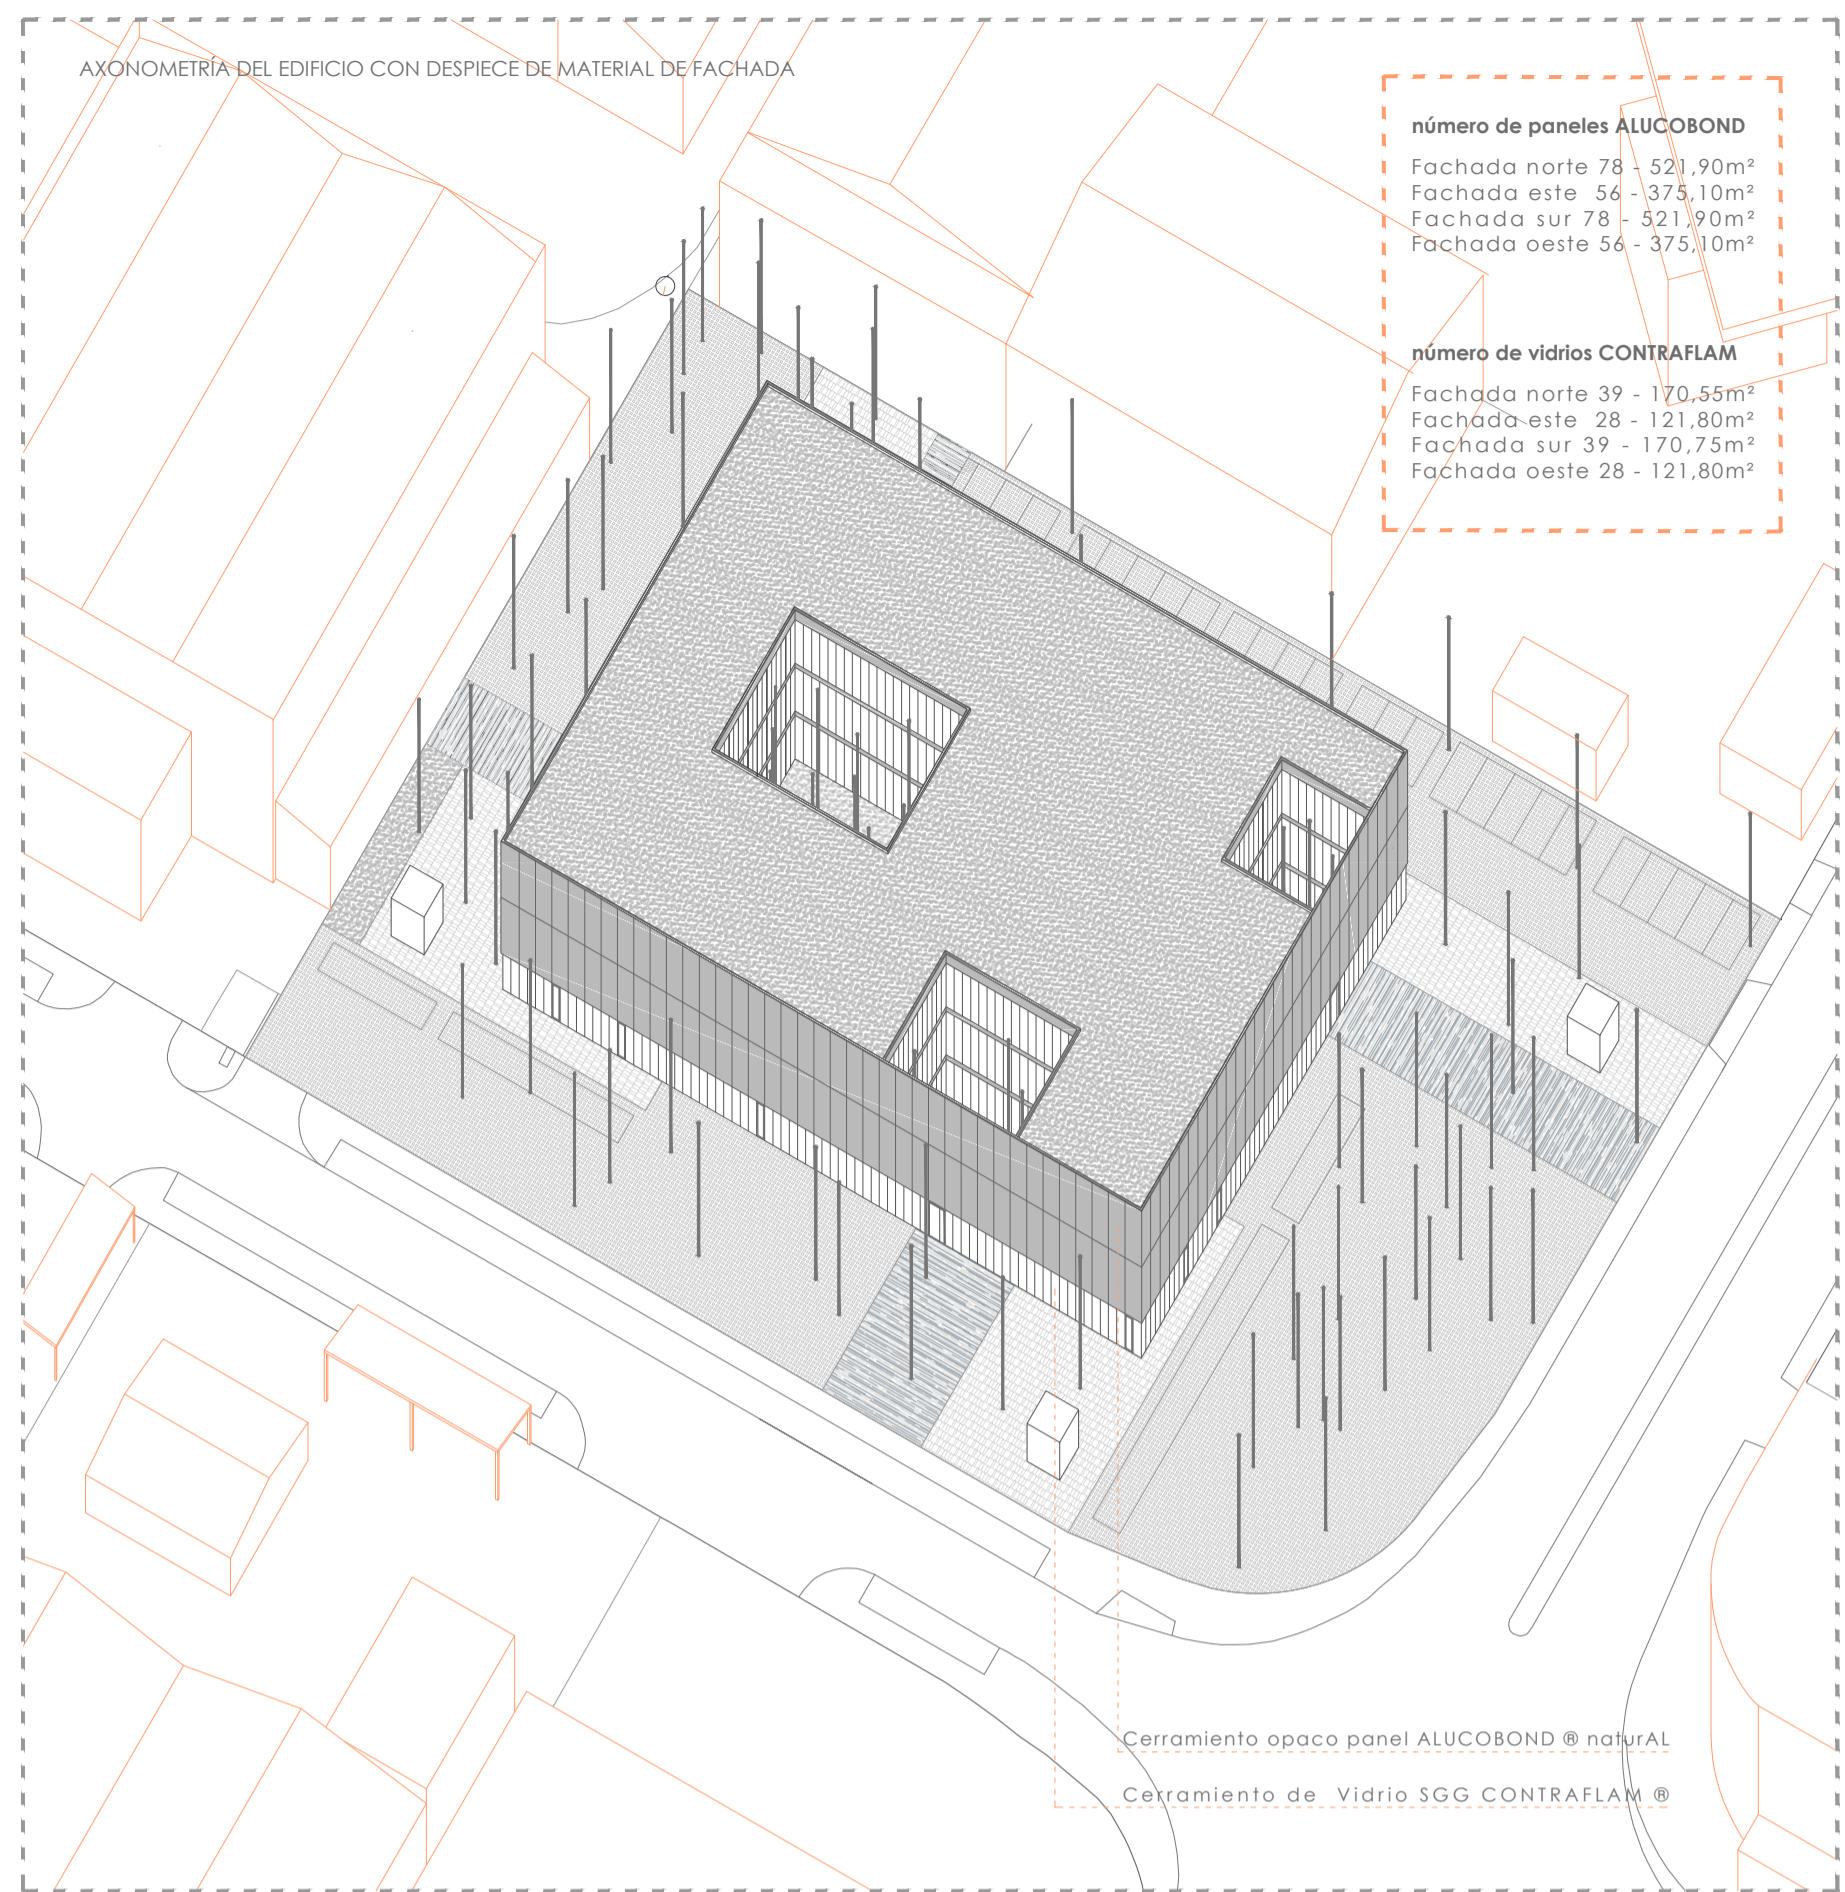 AXONOMETRÍA DEL EDIFICIO CON DESPIECE DE MATERIAL DE FACHADA
número de paneles ALUCOBOND
Fachada norte 78 - 521,90m²
Fachada este 56 - 375,10m²
Fachada sur 78 - 521,90m²
Fachada oeste 56 - 375,10m²
número de vidrios CONTRAFLAM
Fachada norte 39 - 170,55m²
Fachada este 28 - 121,80m²
Fachada sur 39 - 170,75m²
Fachada oeste 28 - 121,80m²
Cerramiento opaco panel ALUCOBOND ® naturAL
Cerramiento de Vidrio SGG CONTRAFLAM ®